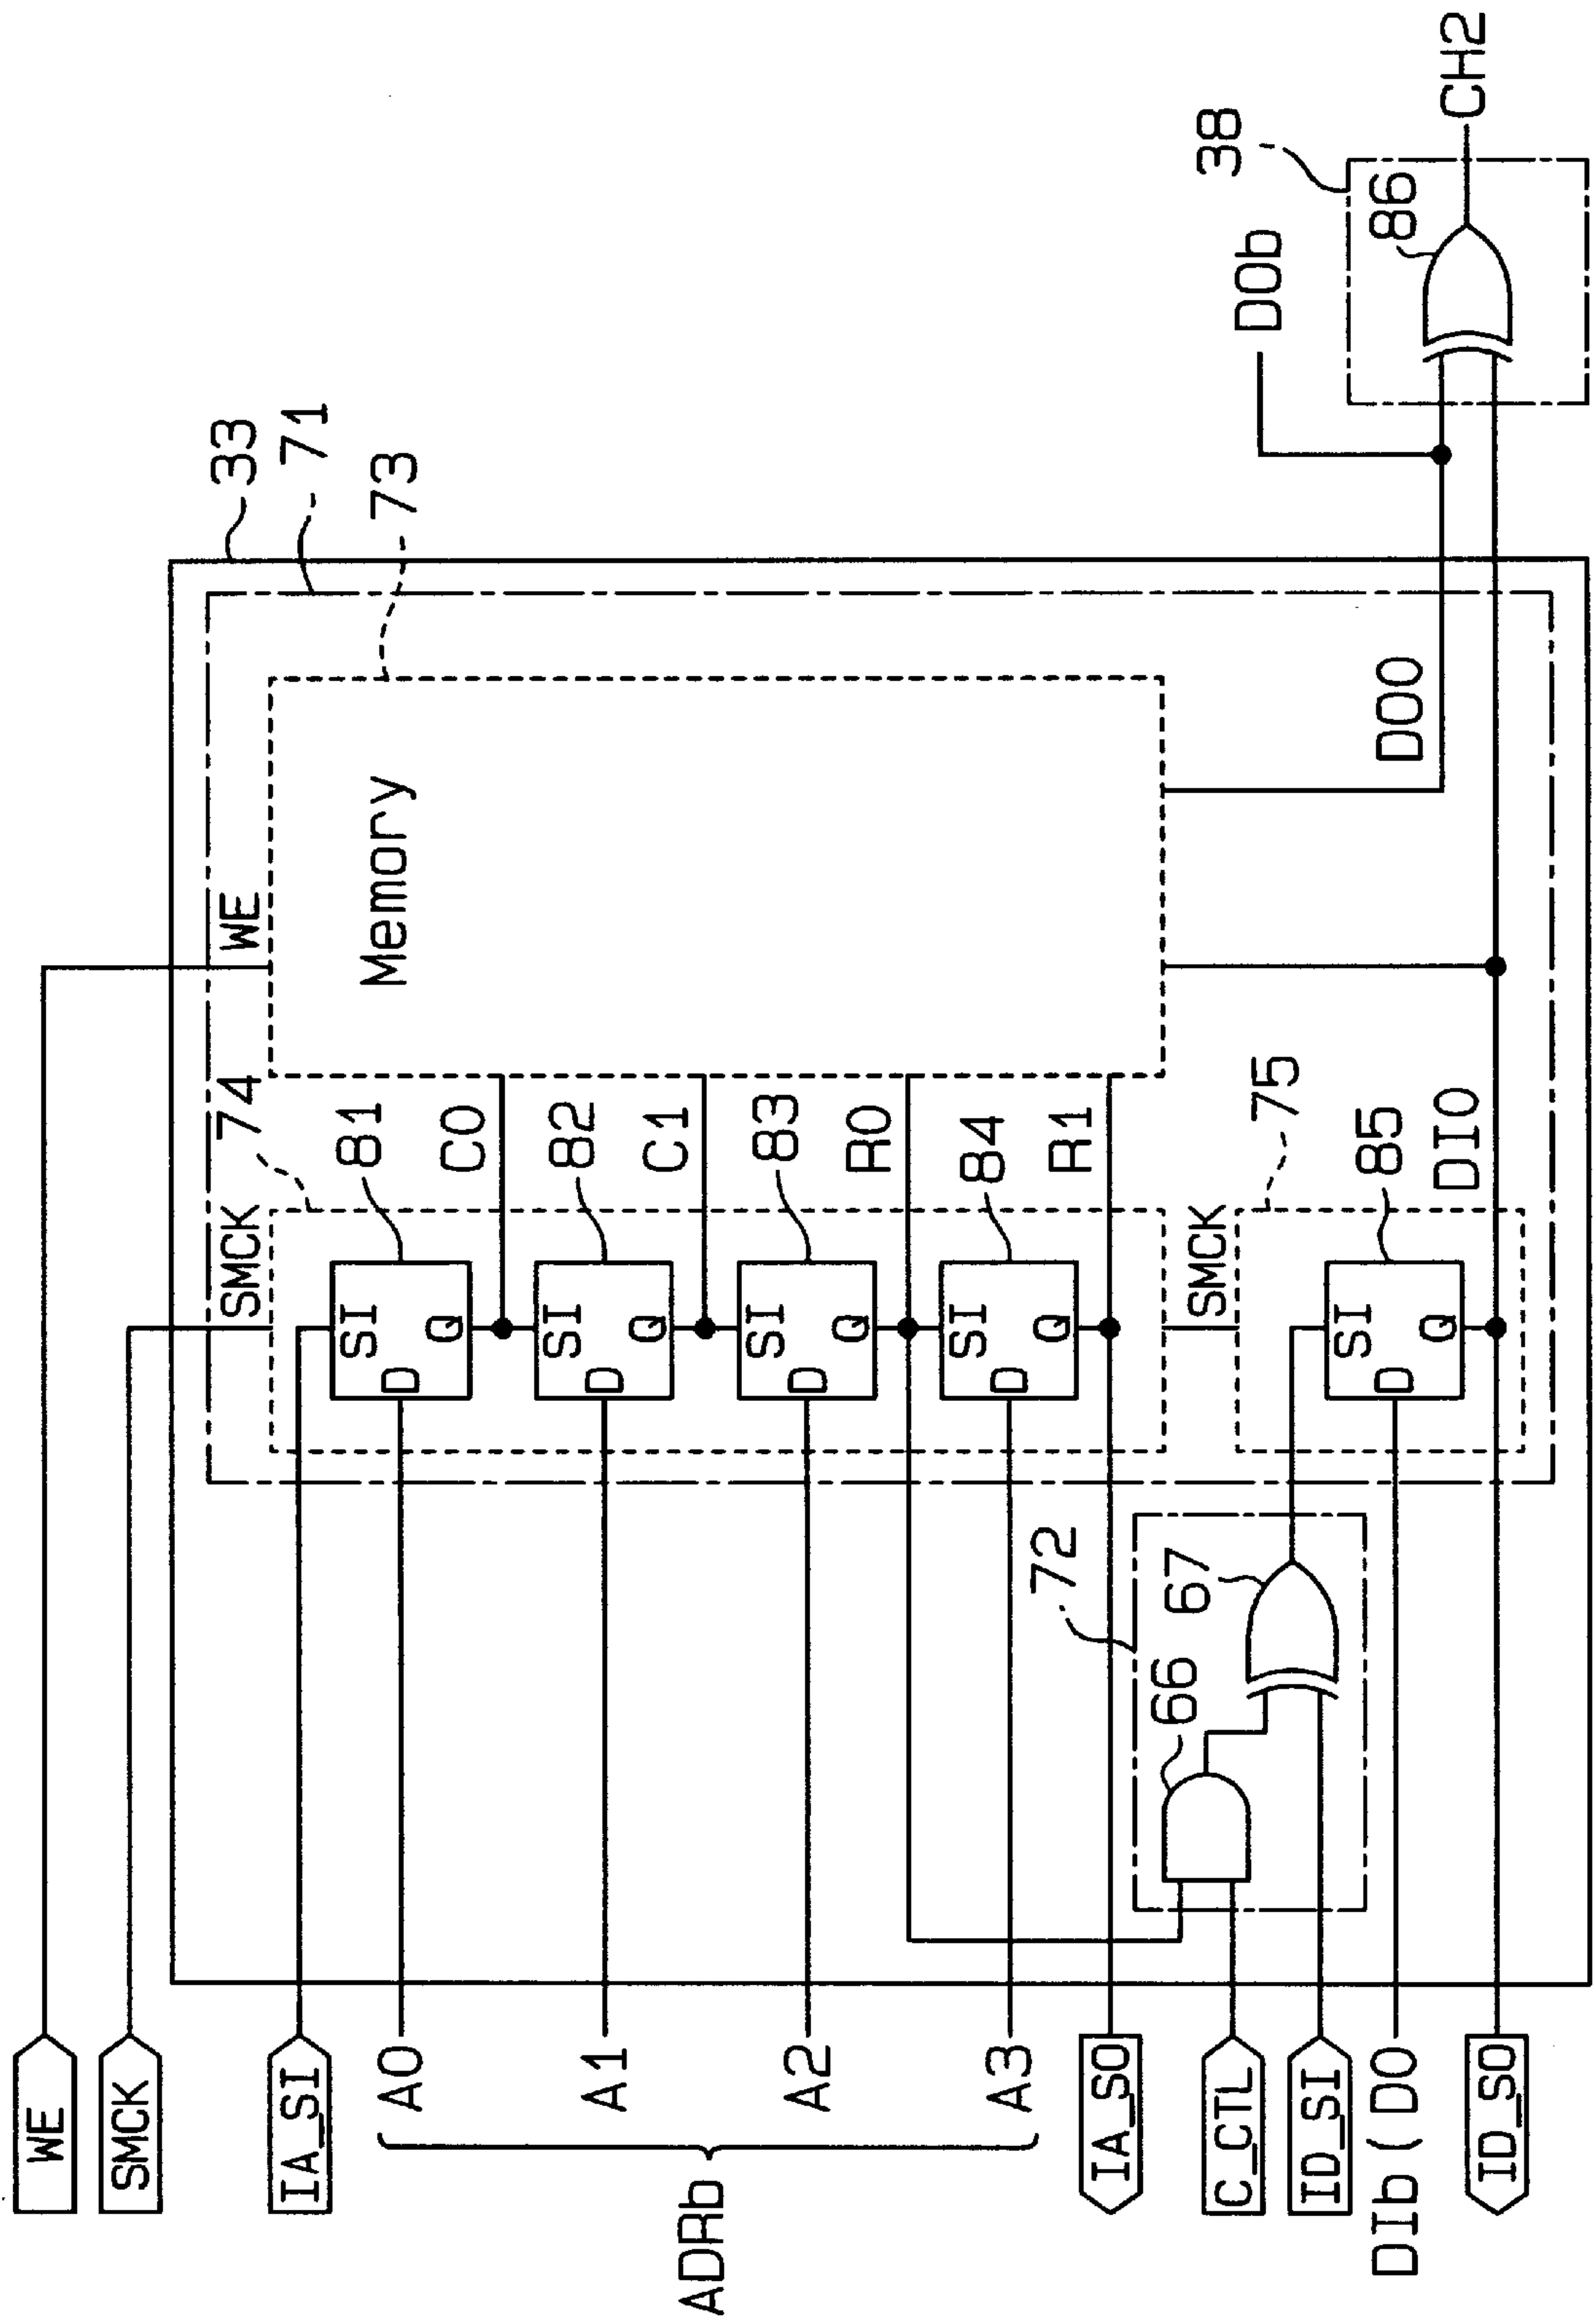 WE
SMCK
IA_SI
A0
A1
A2
A3
ADRb
IA_SO
C_CTL
ID_SI
DIb(DO
ID_SO
72
66
67
SMCK
74
WE
SI
D
Q
81
C0
SI
D
Q
82
C1
SI
D
Q
83
R0
SI
D
Q
84
R1
SMCK
75
SI
D
Q
85
DI0
Memory
DO0
33
71
73
DOb
38
86
CH2